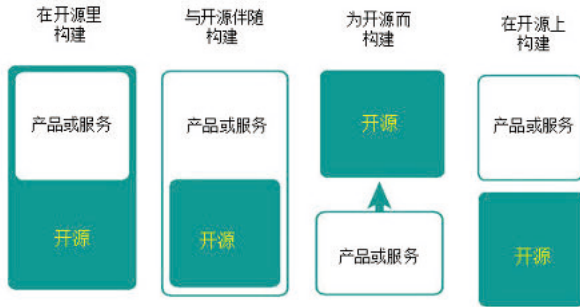 在开源里
构建
与开源伴随
构建
为开源而
构建
在开源上
构建
产品或服务
开源
产品或服务
开源
开源
产品或服务
产品或服务
开源